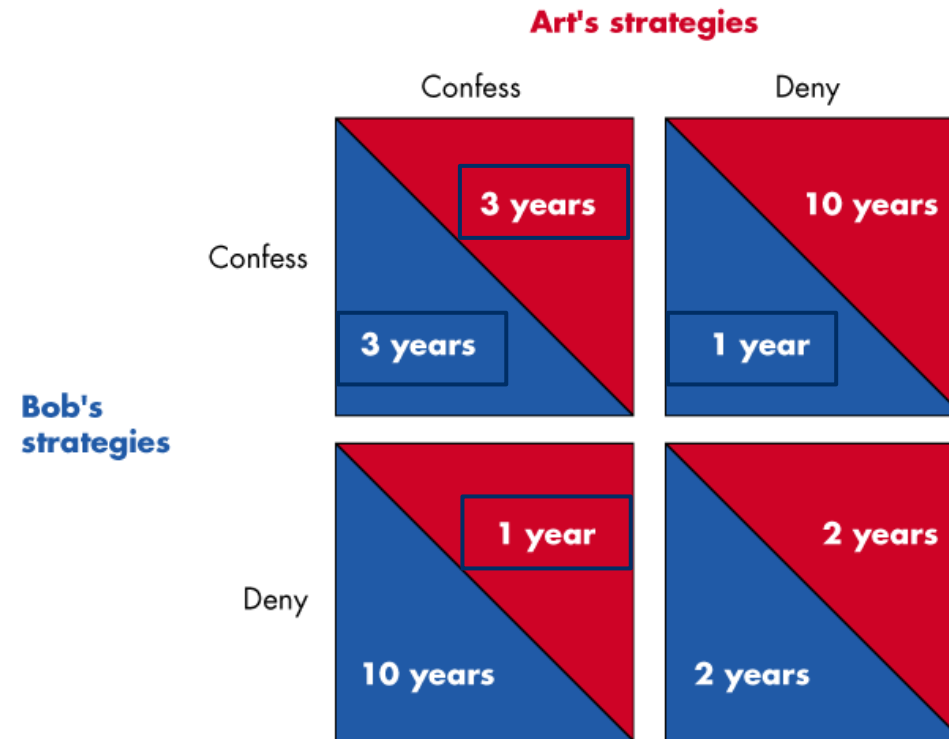 Art's strategies
Confess
Deny
3 years
10 years
Confess
3 years
1 year
Bob's
strategies
1 year
2 years
Deny
10 years
2 years